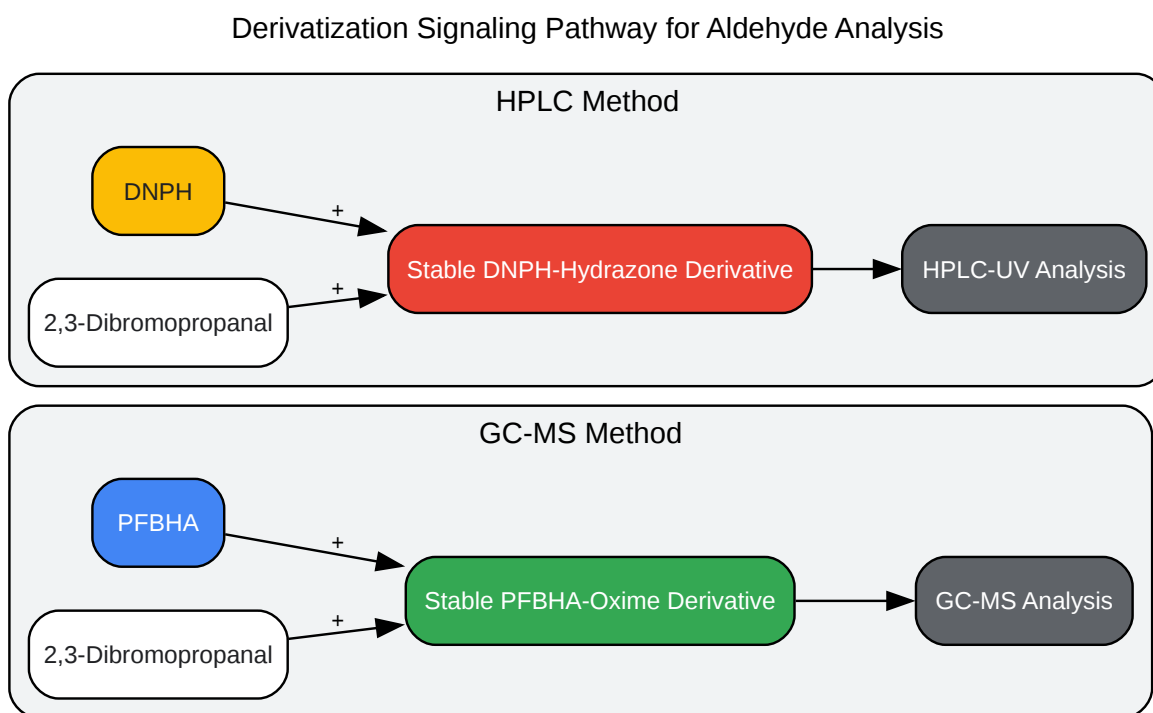 Derivatization Signaling Pathway for Aldehyde Analysis
HPLC Method
DNPH
+
2,3-Dibromopropanal
+
Stable DNPH-Hydrazone Derivative
HPLC-UV Analysis
GC-MS Method
PFBHA
+
2,3-Dibromopropanal
+
Stable PFBHA-Oxime Derivative
GC-MS Analysis